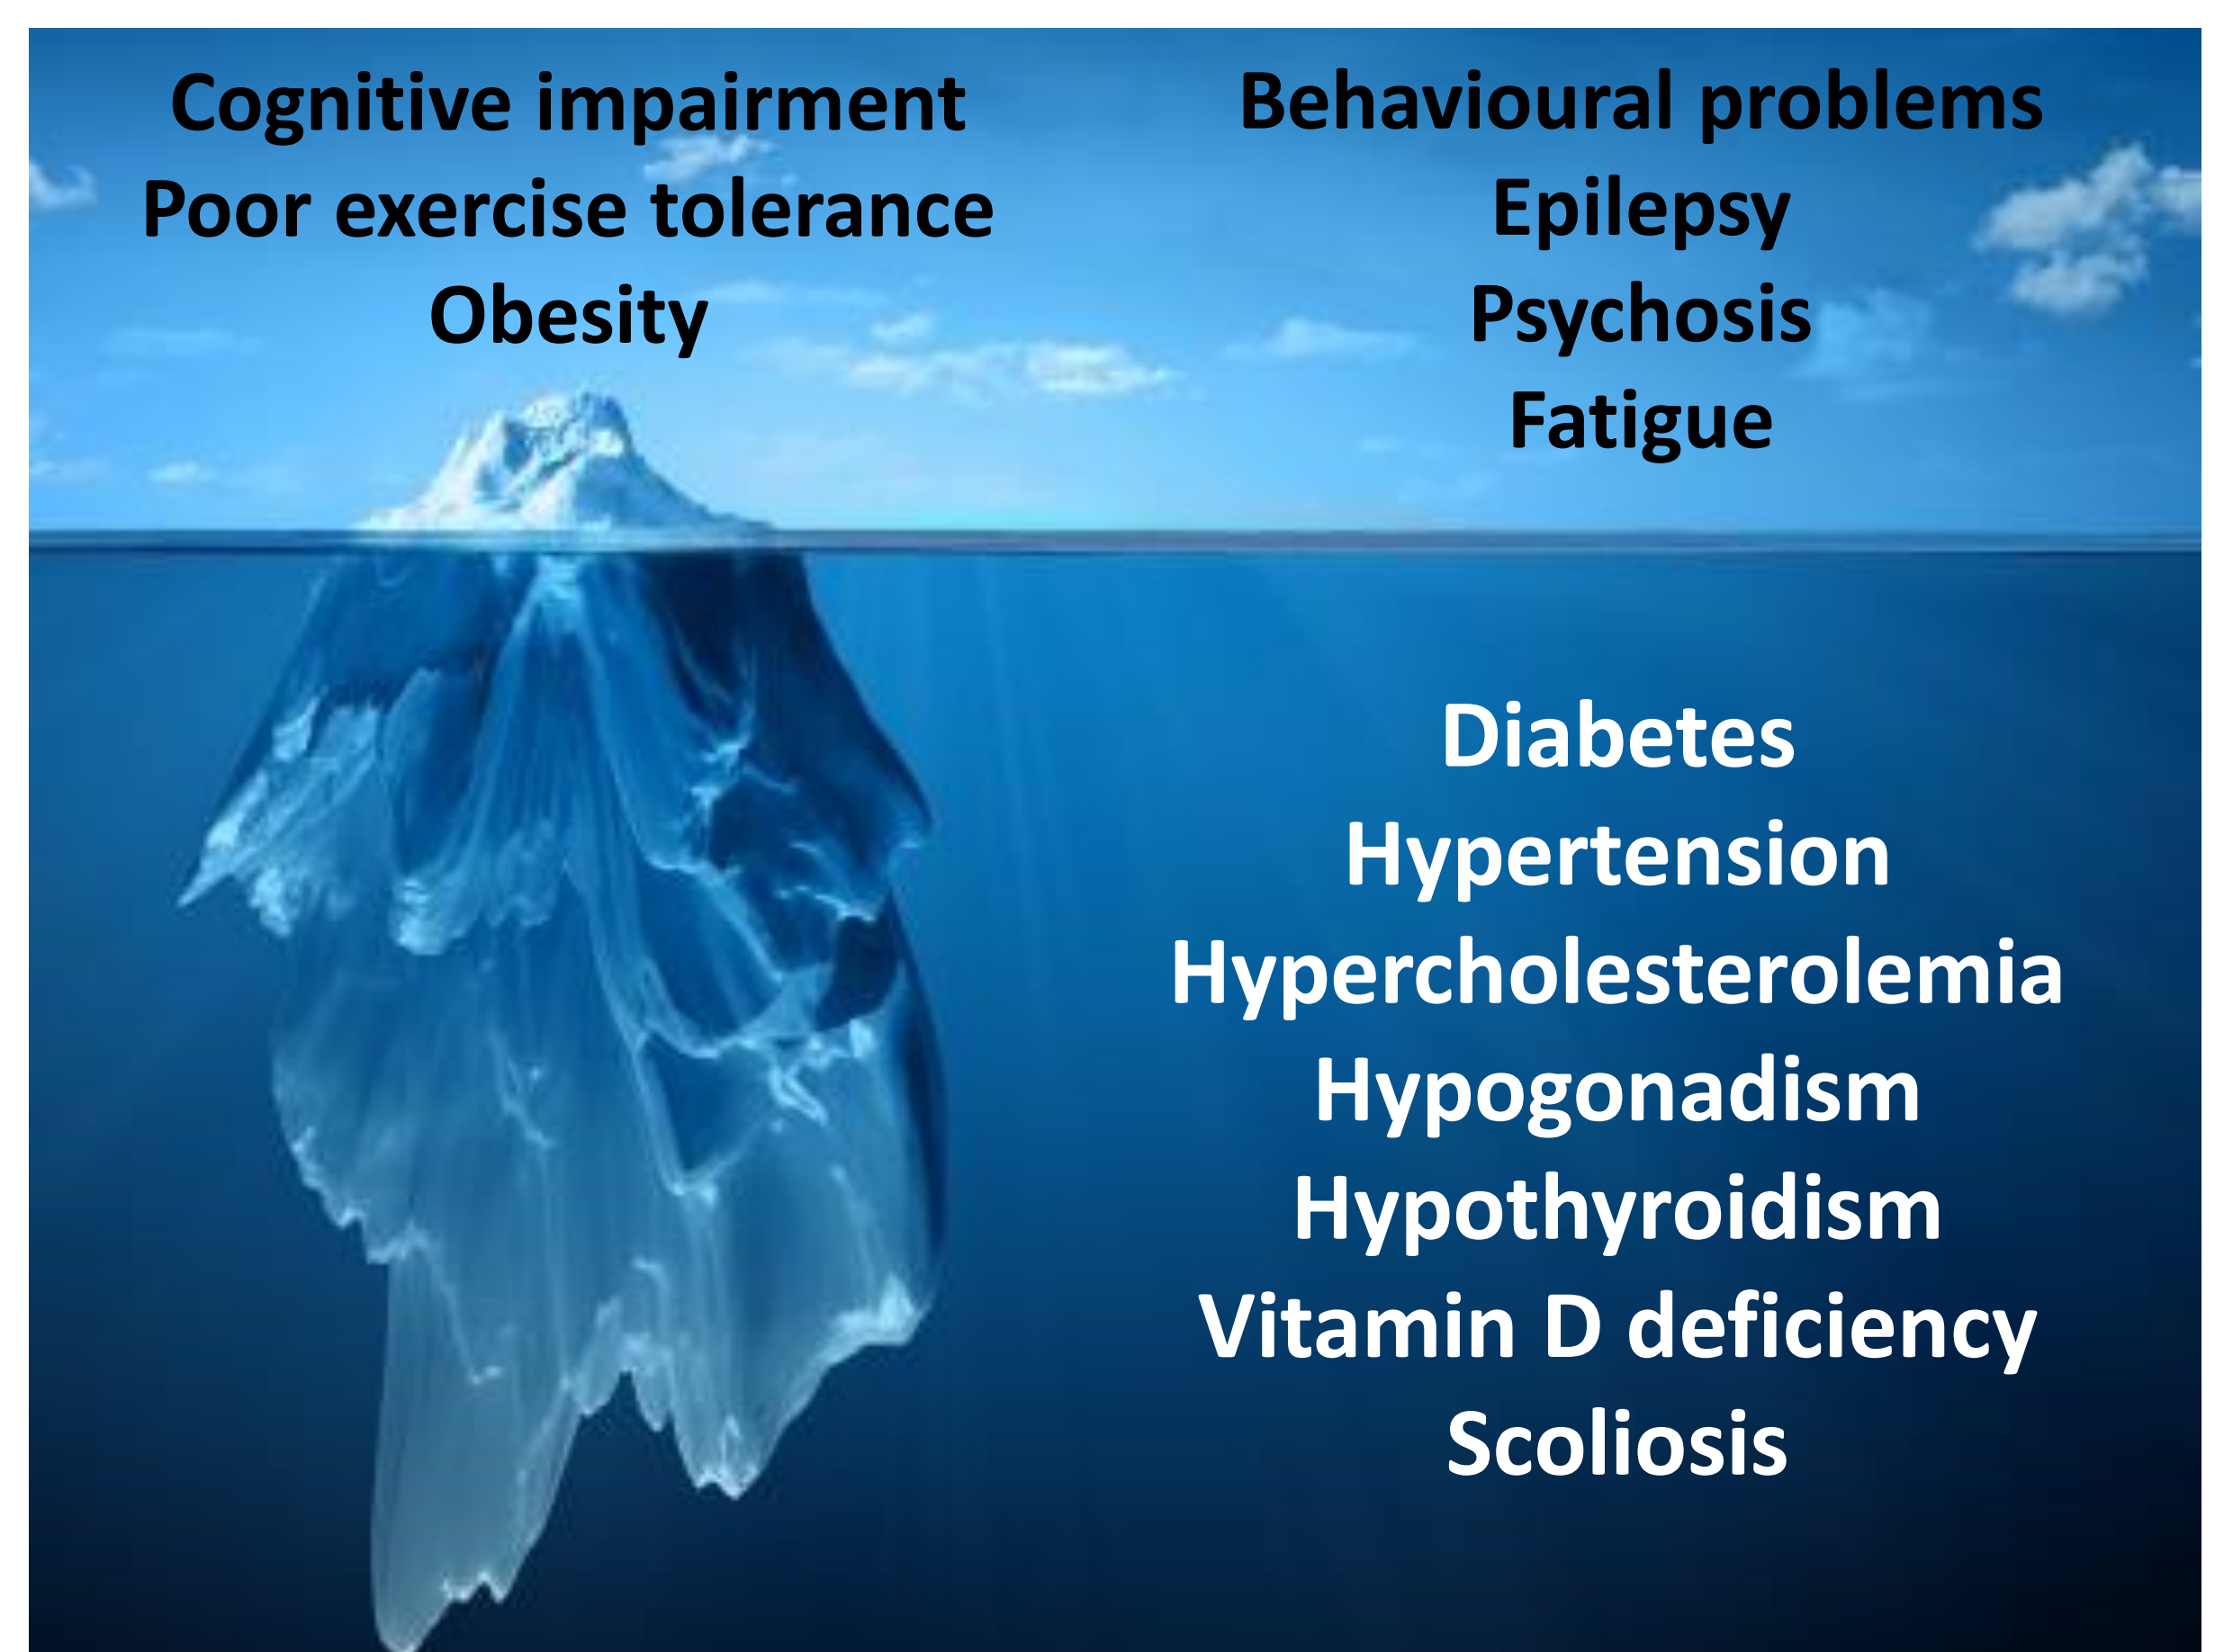 Cognitive impairment
Poor exercise tolerance
Obesity
Behavioural problems
Epilepsy
Psychosis
Fatigue
Diabetes
Hypertension
Hypercholesterolemia
Hypogonadism
Hypothyroidism
Vitamin D deficiency
Scoliosis